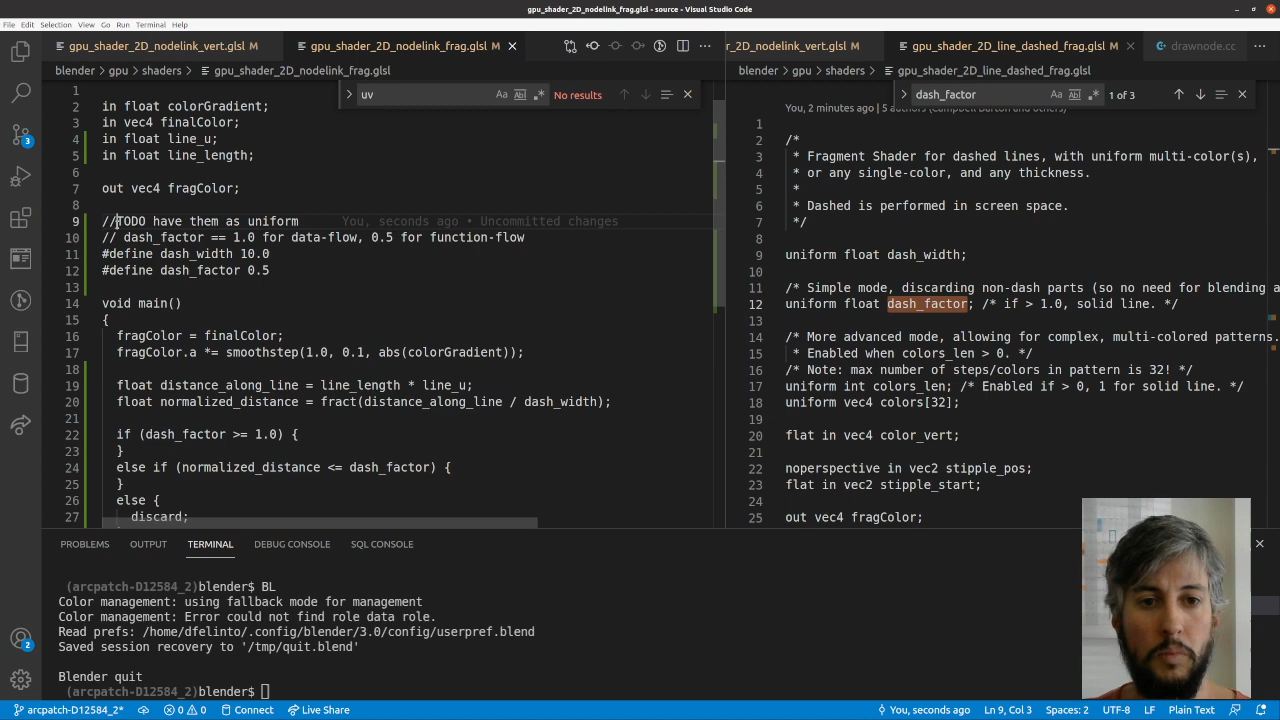 gpu_shader_2D_nodelink_frag.glsl - source - Visual Studio Code
File Edit Selection View Go Run Terminal Help
gpu_shader_2D_nodelink_vert.glsl M
gpu_shader_2D_nodelink_frag.glsl M
blender > gpu > shaders > gpu_shader_2D_nodelink_frag.glsl
uv Aa ab No results
1
2 in float colorGradient;
3 in vec4 finalColor;
4 in float line_u;
5 in float line_length;
6
7 out vec4 fragColor;
8
9 //TODO have them as uniform You, seconds ago • Uncommitted changes
10 // dash_factor == 1.0 for data-flow, 0.5 for function-flow
11 #define dash_width 10.0
12 #define dash_factor 0.5
13
14 void main()
15 {
16 fragColor = finalColor;
17 fragColor.a *= smoothstep(1.0, 0.1, abs(colorGradient));
18
19 float distance_along_line = line_length * line_u;
20 float normalized_distance = fract(distance_along_line / dash_width);
21
22 if (dash_factor >= 1.0) {
23 }
24 else if (normalized_distance <= dash_factor) {
25 }
26 else {
27 discard;
r_2D_nodelink_vert.glsl M
gpu_shader_2D_line_dashed_frag.glsl M
drawnode.cc M
blender > gpu > shaders > gpu_shader_2D_line_dashed_frag.glsl
dash_factor Aa ab 1 of 3
You, 2 minutes ago | 5 authors (Campbell Barton and others)
1
2 /*
3 * Fragment Shader for dashed lines, with uniform multi-color(s),
4 * or any single-color, and any thickness.
5 *
6 * Dashed is performed in screen space.
7 */
8
9 uniform float dash_width;
10
11 /* Simple mode, discarding non-dash parts (so no need for blending a
12 uniform float dash_factor; /* if > 1.0, solid line. */
13
14 /* More advanced mode, allowing for complex, multi-colored patterns.
15 * Enabled when colors_len > 0. */
16 /* Note: max number of steps/colors in pattern is 32! */
17 uniform int colors_len; /* Enabled if > 0, 1 for solid line. */
18 uniform vec4 colors[32];
19
20 flat in vec4 color_vert;
21
22 noperspective in vec2 stipple_pos;
23 flat in vec2 stipple_start;
24
25 out vec4 fragColor;
3
2
PROBLEMS OUTPUT TERMINAL DEBUG CONSOLE SQL CONSOLE
(arcpatch-D12584_2)blender$ BL
Color management: using fallback mode for management
Color management: Error could not find role data role.
Read prefs: /home/dfelinto/.config/blender/3.0/config/userpref.blend
Saved session recovery to '/tmp/quit.blend'
Blender quit
(arcpatch-D12584_2)blender$
arcpatch-D12584_2* 0 0 Connect Live Share You, seconds ago Ln 9, Col 3 Spaces: 2 UTF-8 LF Plain Text